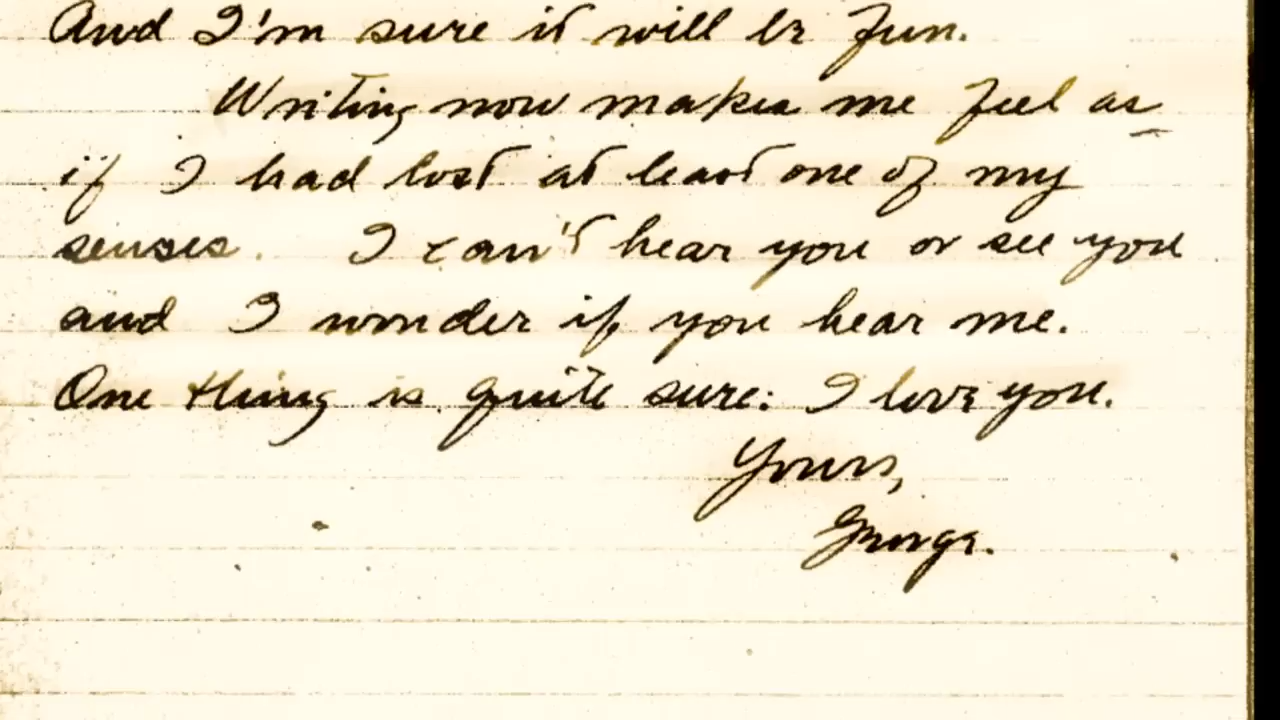 And I'm sure it will be fun.
Writing now makes me feel as
if I had lost at least one of my
senses. I can't hear you or see you
and I wonder if you hear me.
One thing is quite sure: I love you.
Yours,
George.